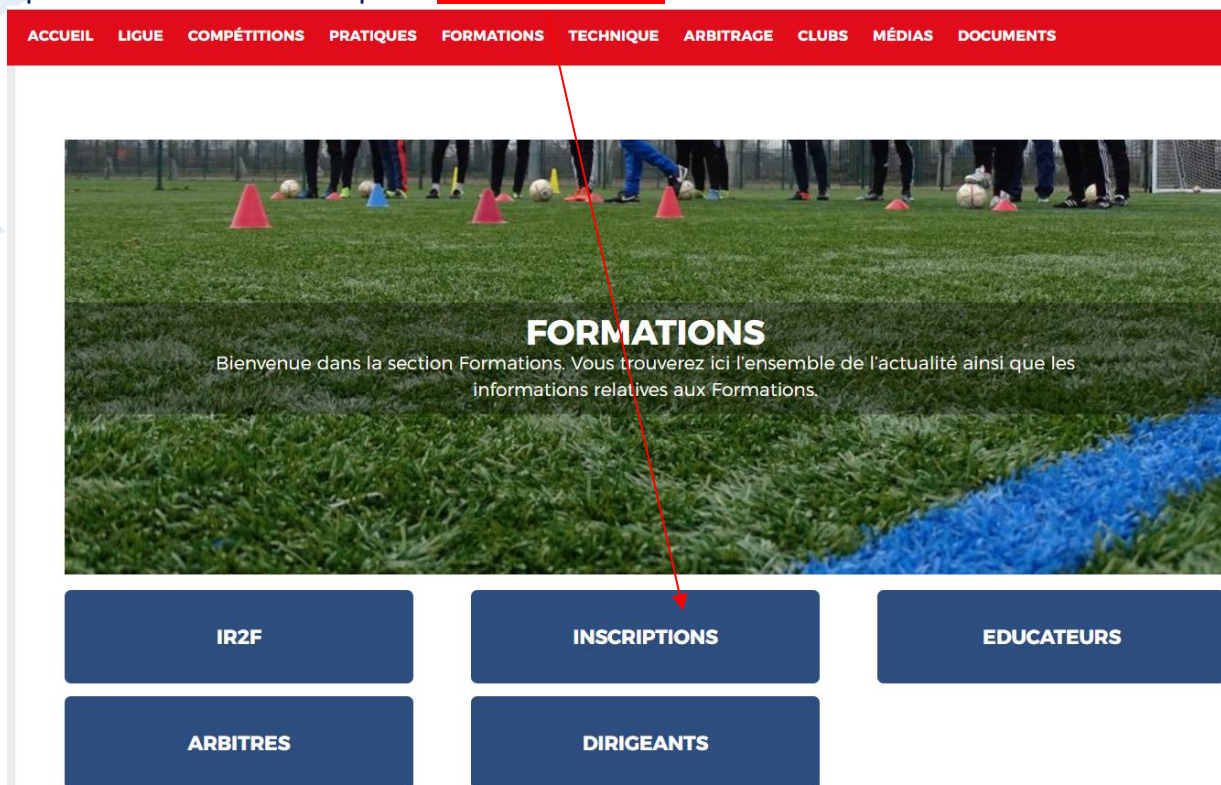 ACCUEIL LIGUE COMPÉTITIONS PRATIQUES FORMATIONS TECHNIQUE ARBITRAGE CLUBS MÉDIAS DOCUMENTS
FORMATIONS
Bienvenue dans la section Formations. Vous trouverez ici l'ensemble de l'actualité ainsi que les
informations relatives aux Formations.
IR2F INSCRIPTIONS EDUCATEURS
ARBITRES DIRIGEANTS